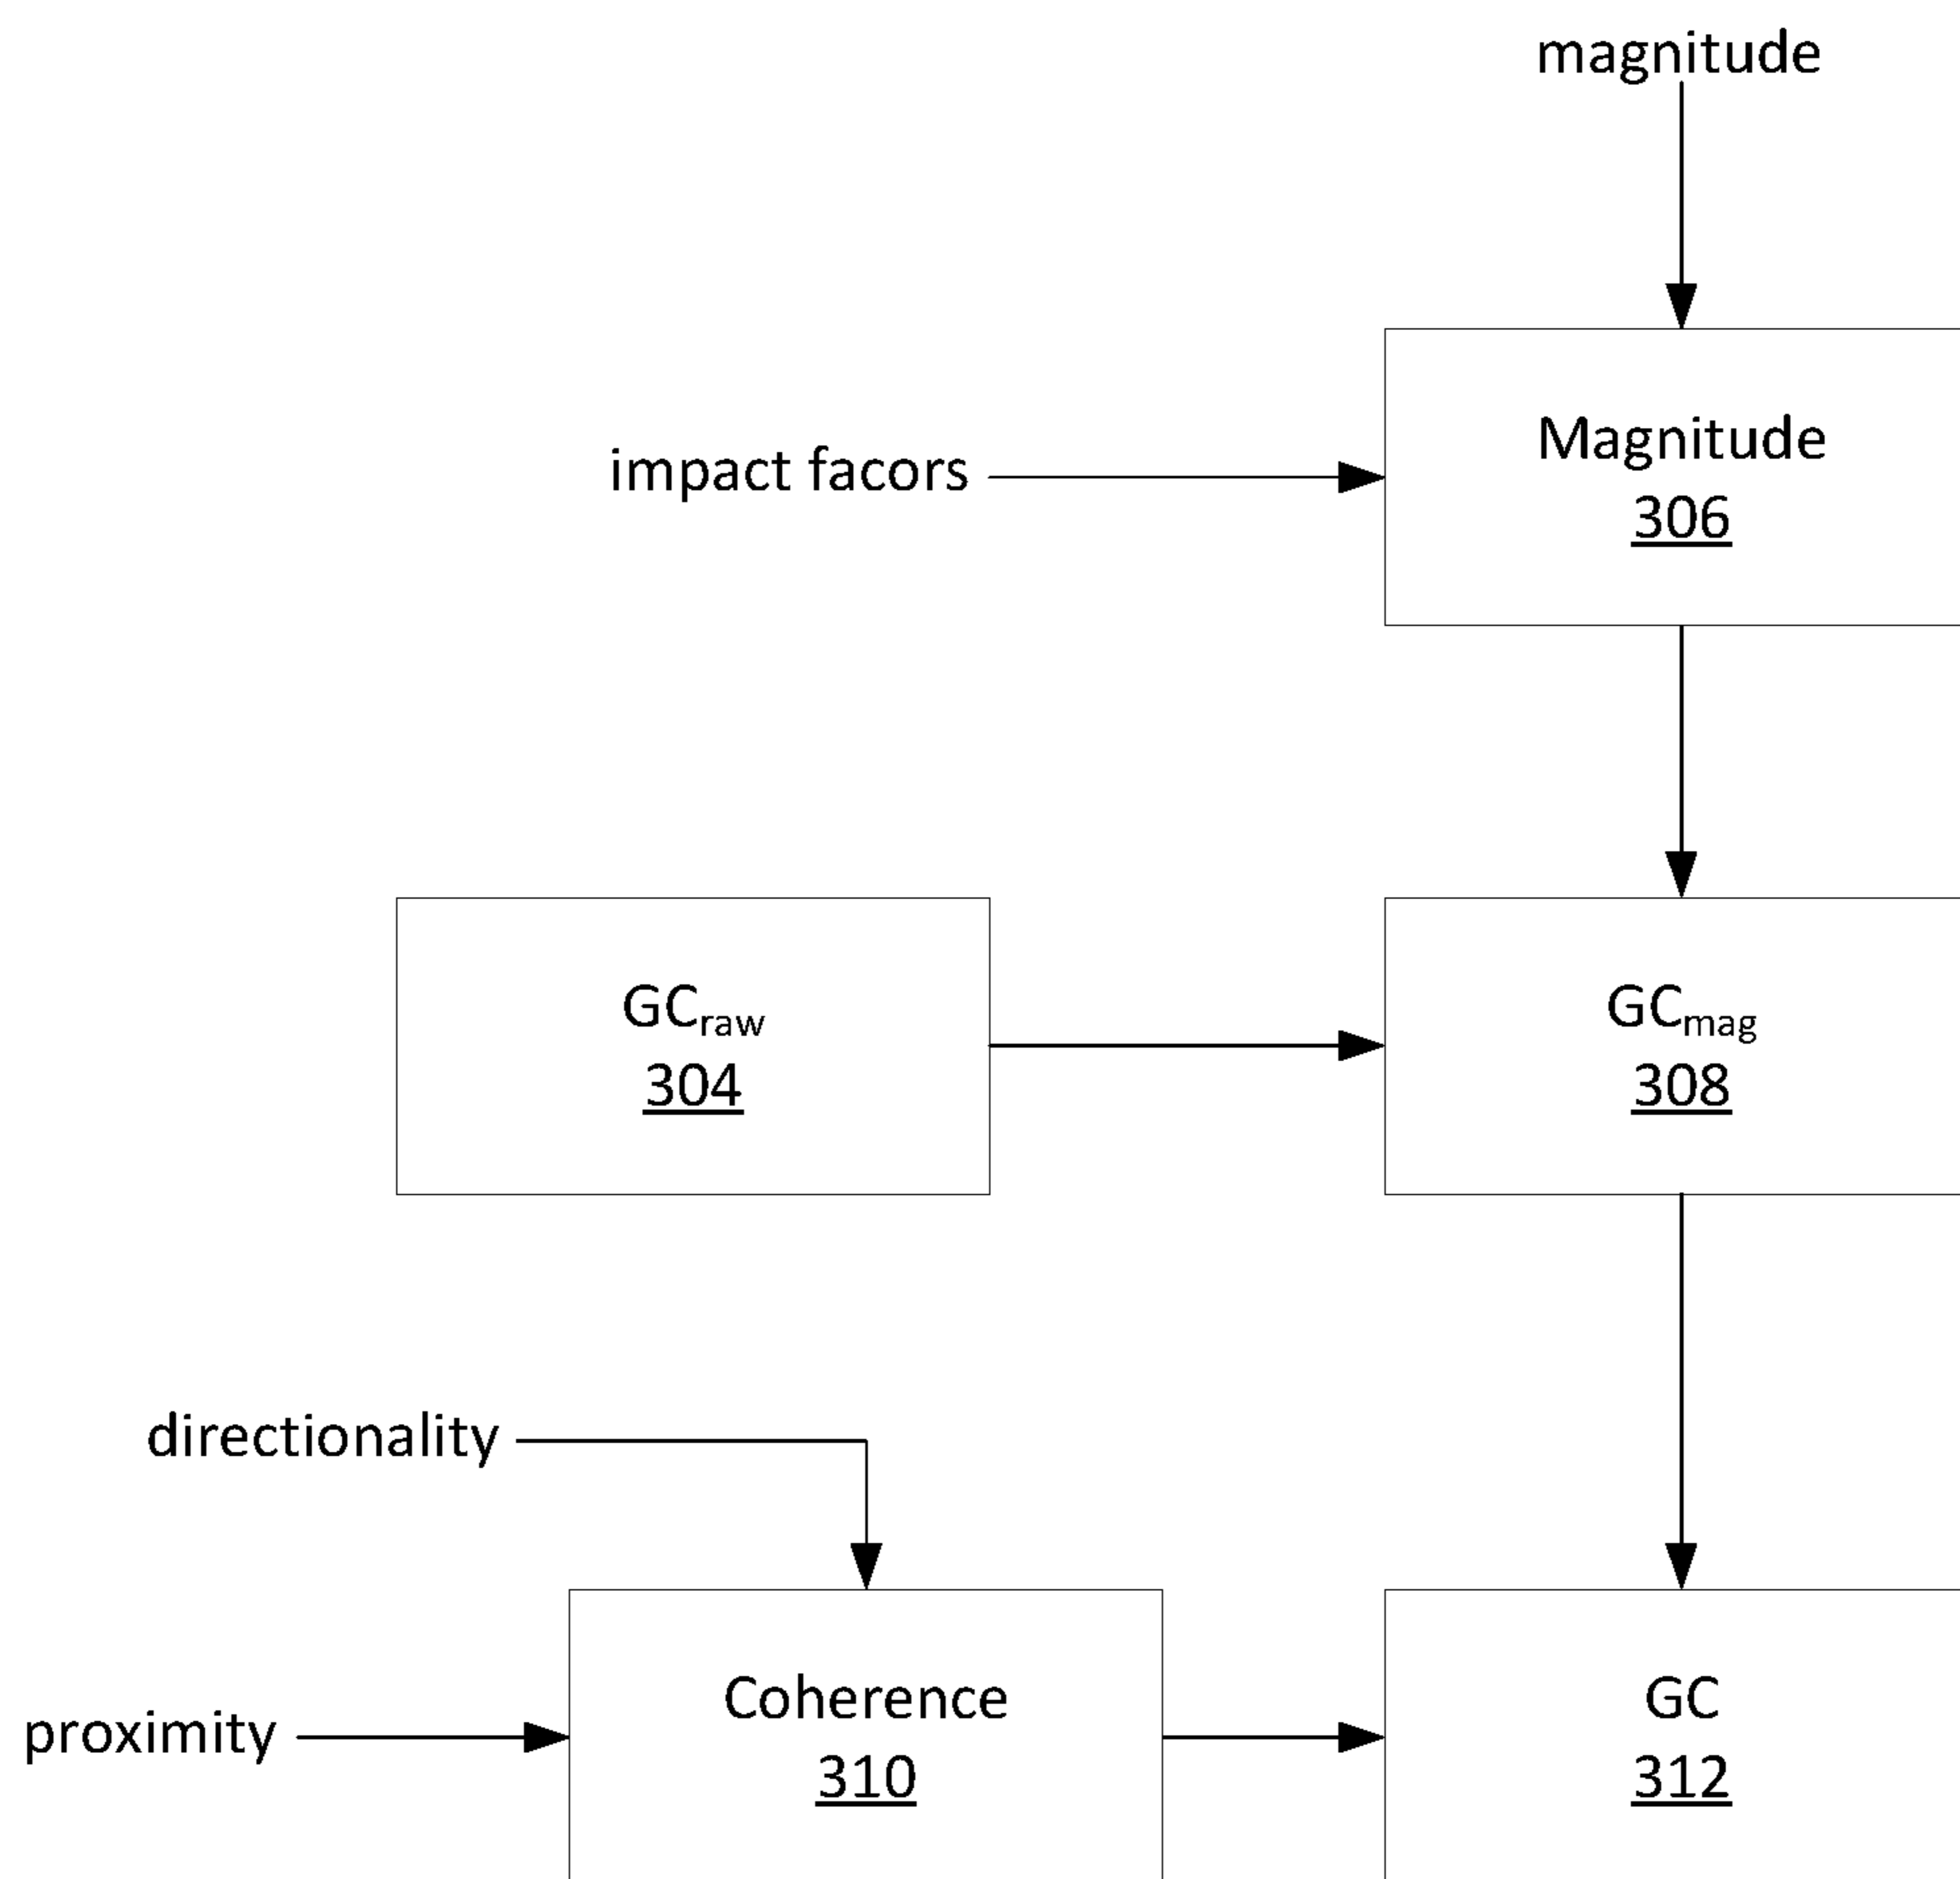 magnitude
impact facors
Magnitude
306
GCraw
304
GCmag
308
directionality
proximity
Coherence
310
GC
312